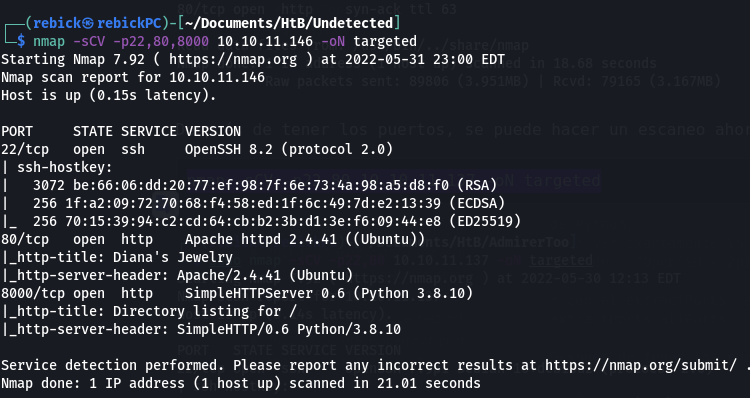 ┌──(rebick㉿rebickPC)-[~/Documents/HtB/Undetected]
└─$ nmap -sCV -p22,80,8000 10.10.11.146 -oN targeted
Starting Nmap 7.92 ( https://nmap.org ) at 2022-05-31 23:00 EDT
Nmap scan report for 10.10.11.146
Host is up (0.15s latency).

PORT     STATE SERVICE VERSION
22/tcp   open  ssh     OpenSSH 8.2 (protocol 2.0)
| ssh-hostkey:
|   3072 be:66:06:dd:20:77:ef:98:7f:6e:73:4a:98:a5:d8:f0 (RSA)
|   256 1f:a2:09:72:70:68:f4:58:ed:1f:6c:49:7d:e2:13:39 (ECDSA)
|_  256 70:15:39:94:c2:cd:64:cb:b2:3b:d1:3e:f6:09:44:e8 (ED25519)
80/tcp   open  http    Apache httpd 2.4.41 ((Ubuntu))
|_http-title: Diana's Jewelry
|_http-server-header: Apache/2.4.41 (Ubuntu)
8000/tcp open  http    SimpleHTTPServer 0.6 (Python 3.8.10)
|_http-title: Directory listing for /
|_http-server-header: SimpleHTTP/0.6 Python/3.8.10

Service detection performed. Please report any incorrect results at https://nmap.org/submit/ .
Nmap done: 1 IP address (1 host up) scanned in 21.01 seconds